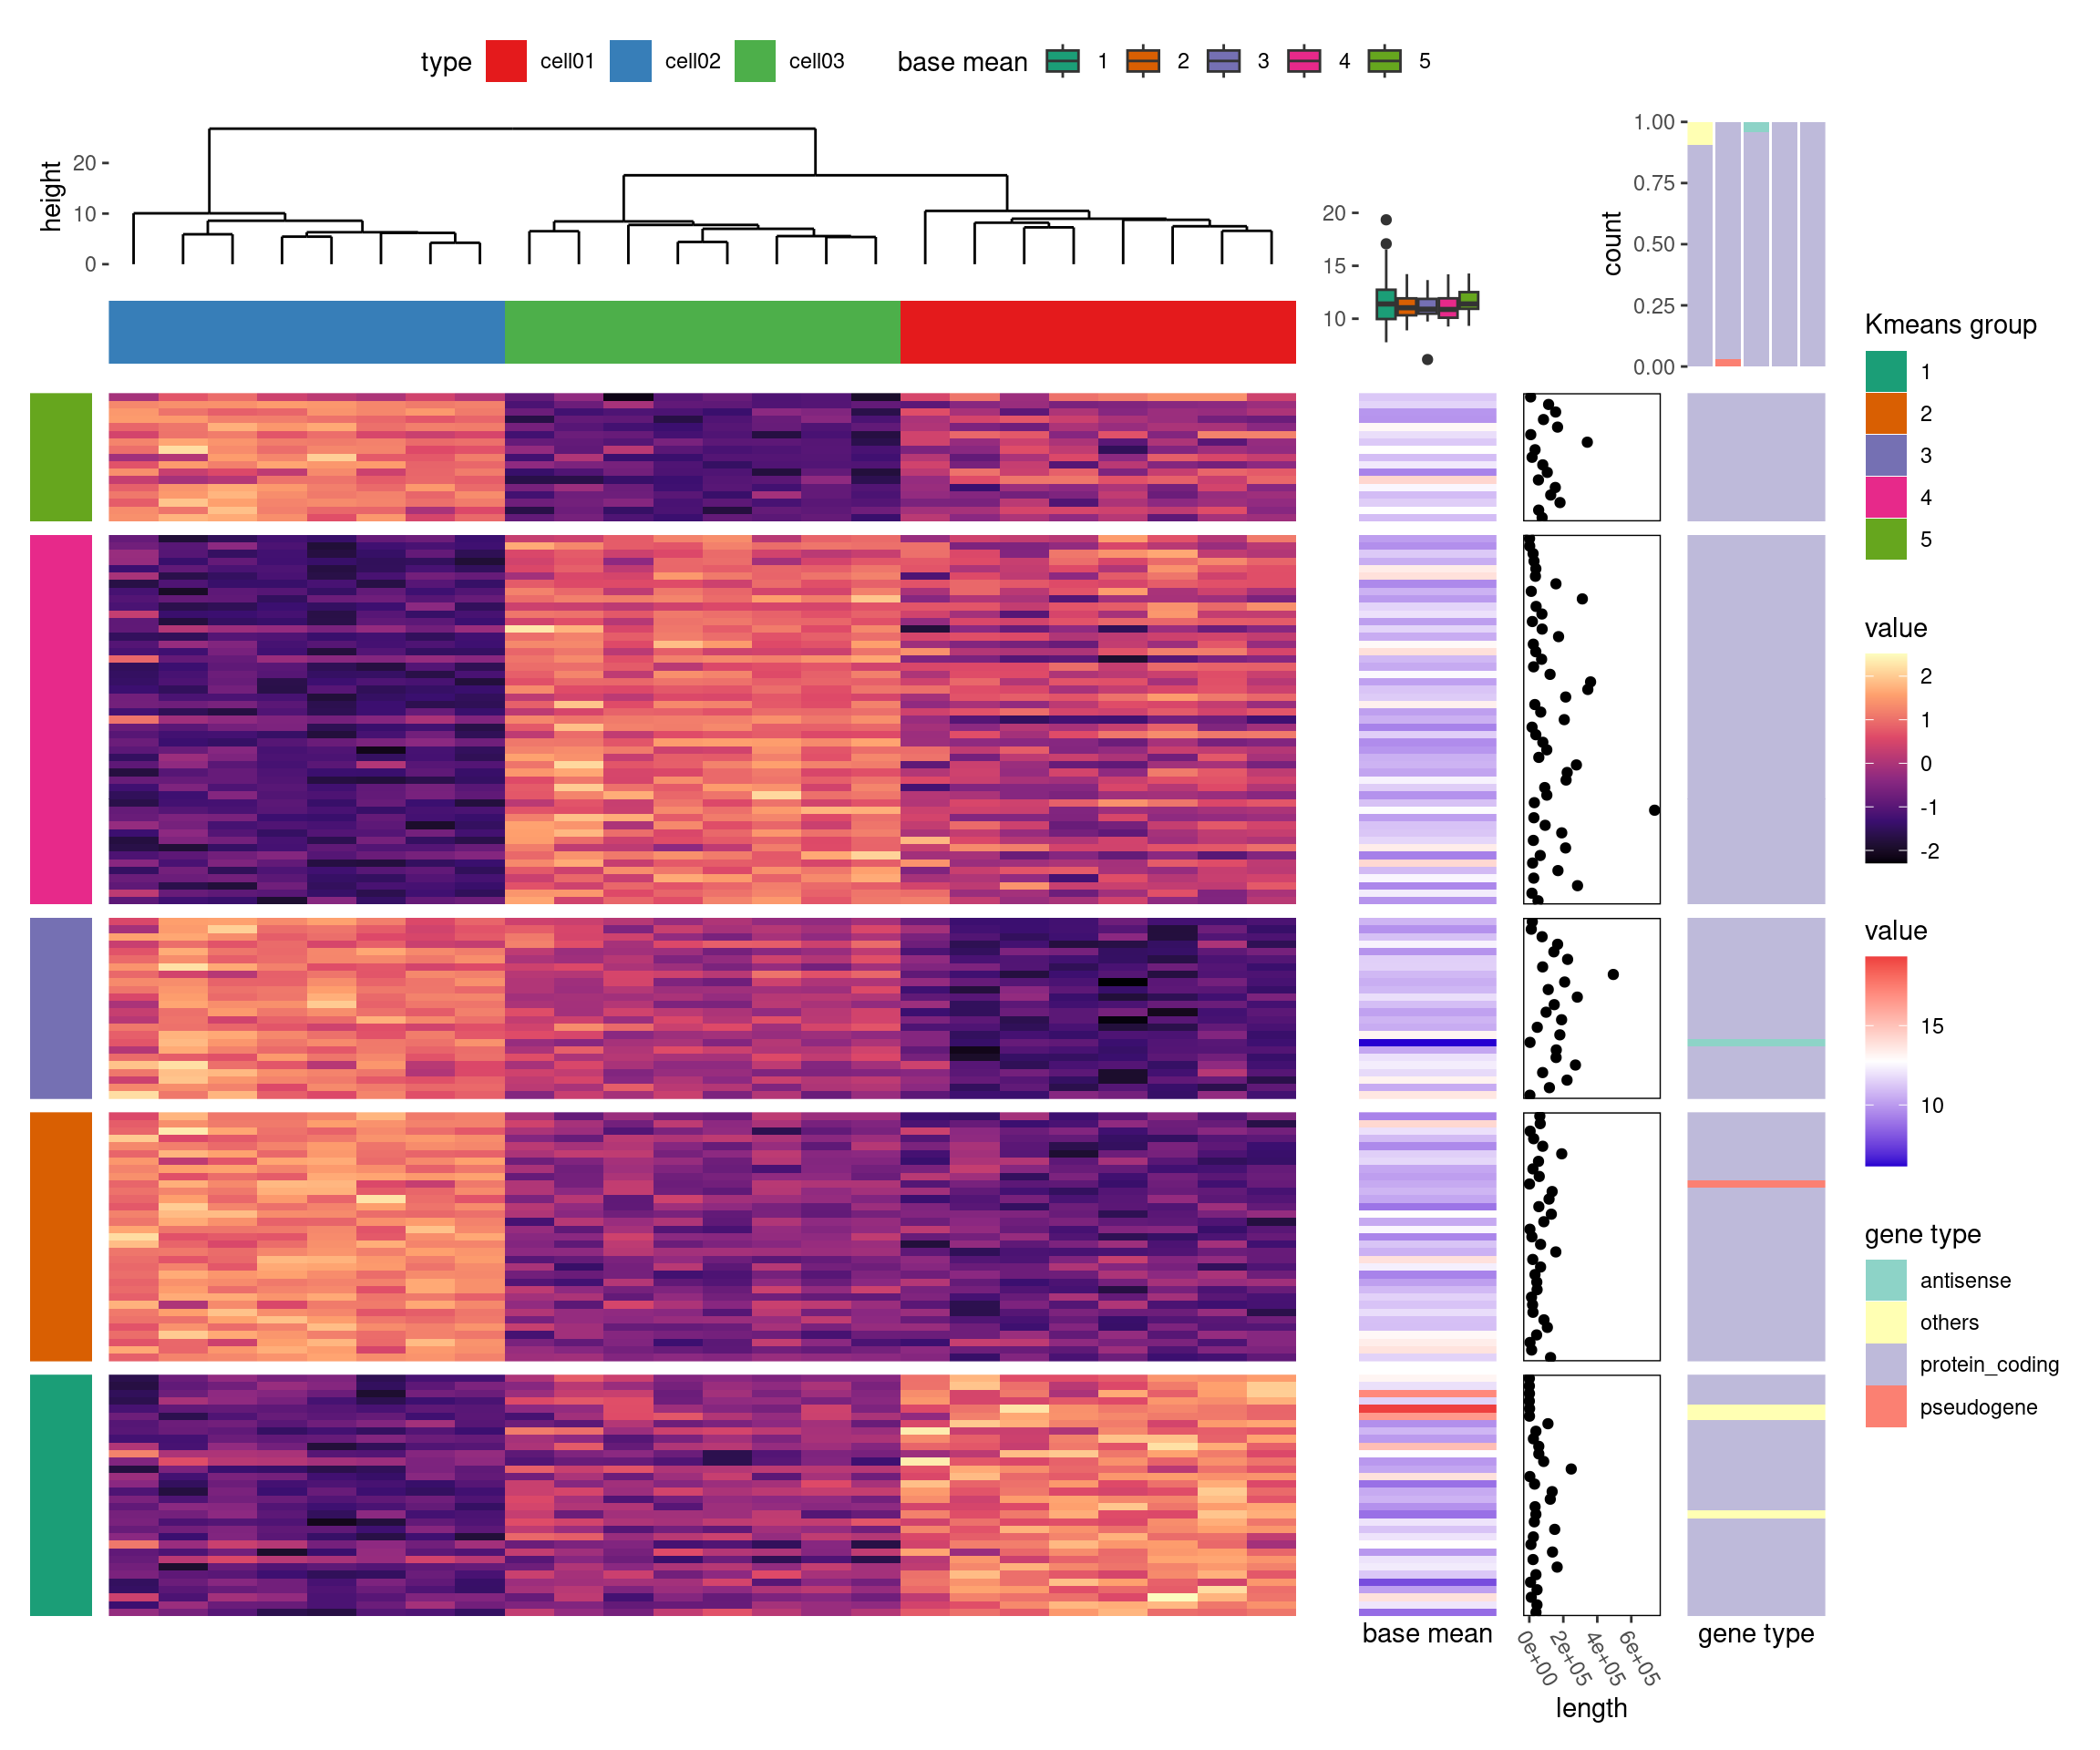 type cell01 cell02 cell03 base mean 1 2 3 4 5
height
20
10
0
20
15
10
count
1.00
0.75
0.50
0.25
0.00
Kmeans group
1
2
3
4
5
value
2
1
0
-1
-2
value
15
10
gene type
antisense
others
protein_coding
pseudogene
base mean
0e+00 2e+05 4e+05 6e+05
length
gene type